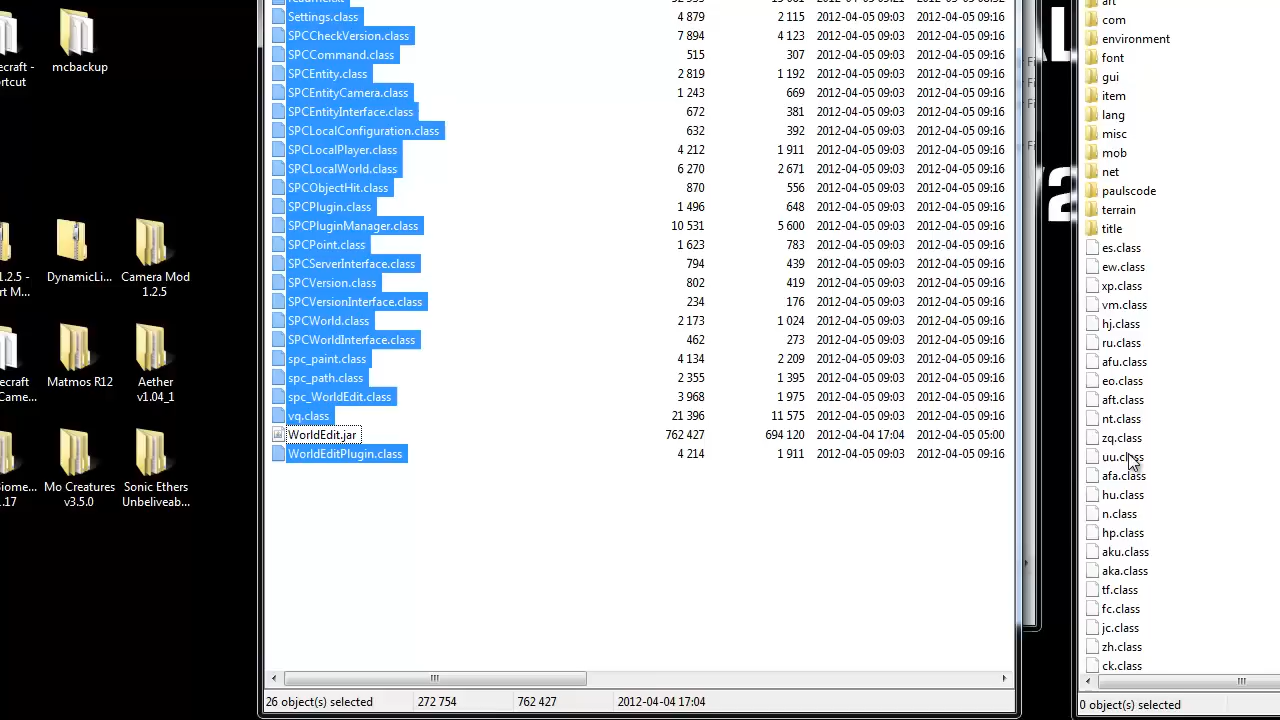 Settings.class 4 879 2 115 2012-04-05 09:03 2012-04-05 09:16
SPCCheckVersion.class 7 894 4 123 2012-04-05 09:03 2012-04-05 09:16
SPCCommand.class 515 307 2012-04-05 09:03 2012-04-05 09:16
SPCEntity.class 2 819 1 192 2012-04-05 09:03 2012-04-05 09:16
SPCEntityCamera.class 1 243 669 2012-04-05 09:03 2012-04-05 09:16
SPCEntityInterface.class 672 381 2012-04-05 09:03 2012-04-05 09:16
SPCLocalConfiguration.class 632 392 2012-04-05 09:03 2012-04-05 09:16
SPCLocalPlayer.class 4 212 1 911 2012-04-05 09:03 2012-04-05 09:16
SPCLocalWorld.class 6 270 2 671 2012-04-05 09:03 2012-04-05 09:16
SPCObjectHit.class 870 556 2012-04-05 09:03 2012-04-05 09:16
SPCPlugin.class 1 496 648 2012-04-05 09:03 2012-04-05 09:16
SPCPluginManager.class 10 531 5 600 2012-04-05 09:03 2012-04-05 09:16
SPCPoint.class 1 623 783 2012-04-05 09:03 2012-04-05 09:16
SPCServerInterface.class 794 439 2012-04-05 09:03 2012-04-05 09:16
SPCVersion.class 802 419 2012-04-05 09:03 2012-04-05 09:16
SPCVersionInterface.class 234 176 2012-04-05 09:03 2012-04-05 09:16
SPCWorld.class 2 173 1 024 2012-04-05 09:03 2012-04-05 09:16
SPCWorldInterface.class 462 273 2012-04-05 09:03 2012-04-05 09:16
spc_paint.class 4 134 2 209 2012-04-05 09:03 2012-04-05 09:16
spc_path.class 2 355 1 395 2012-04-05 09:03 2012-04-05 09:16
spc_WorldEdit.class 3 968 1 975 2012-04-05 09:03 2012-04-05 09:16
vq.class 21 396 11 575 2012-04-05 09:03 2012-04-05 09:16
WorldEdit.jar 762 427 694 120 2012-04-04 17:04 2012-04-05 05:00
WorldEditPlugin.class 4 214 1 911 2012-04-05 09:03 2012-04-05 09:16
26 object(s) selected 272 754 762 427 2012-04-04 17:04
mcbackup
ecraft -
rtcut
1.2.5 -
rt M...
DynamicLi...
Camera Mod
1.2.5
ecraft
Came...
Matmos R12
Aether
v1.04_1
iome...
1.17
Mo Creatures
v3.5.0
Sonic Ethers
Unbeliveab...
art
com
environment
font
gui
item
lang
misc
mob
net
paulscode
terrain
title
es.class
ew.class
xp.class
vm.class
hj.class
ru.class
afu.class
eo.class
aft.class
nt.class
zq.class
uu.class
afa.class
hu.class
n.class
hp.class
aku.class
aka.class
tf.class
fc.class
jc.class
zh.class
ck.class
0 object(s) selected